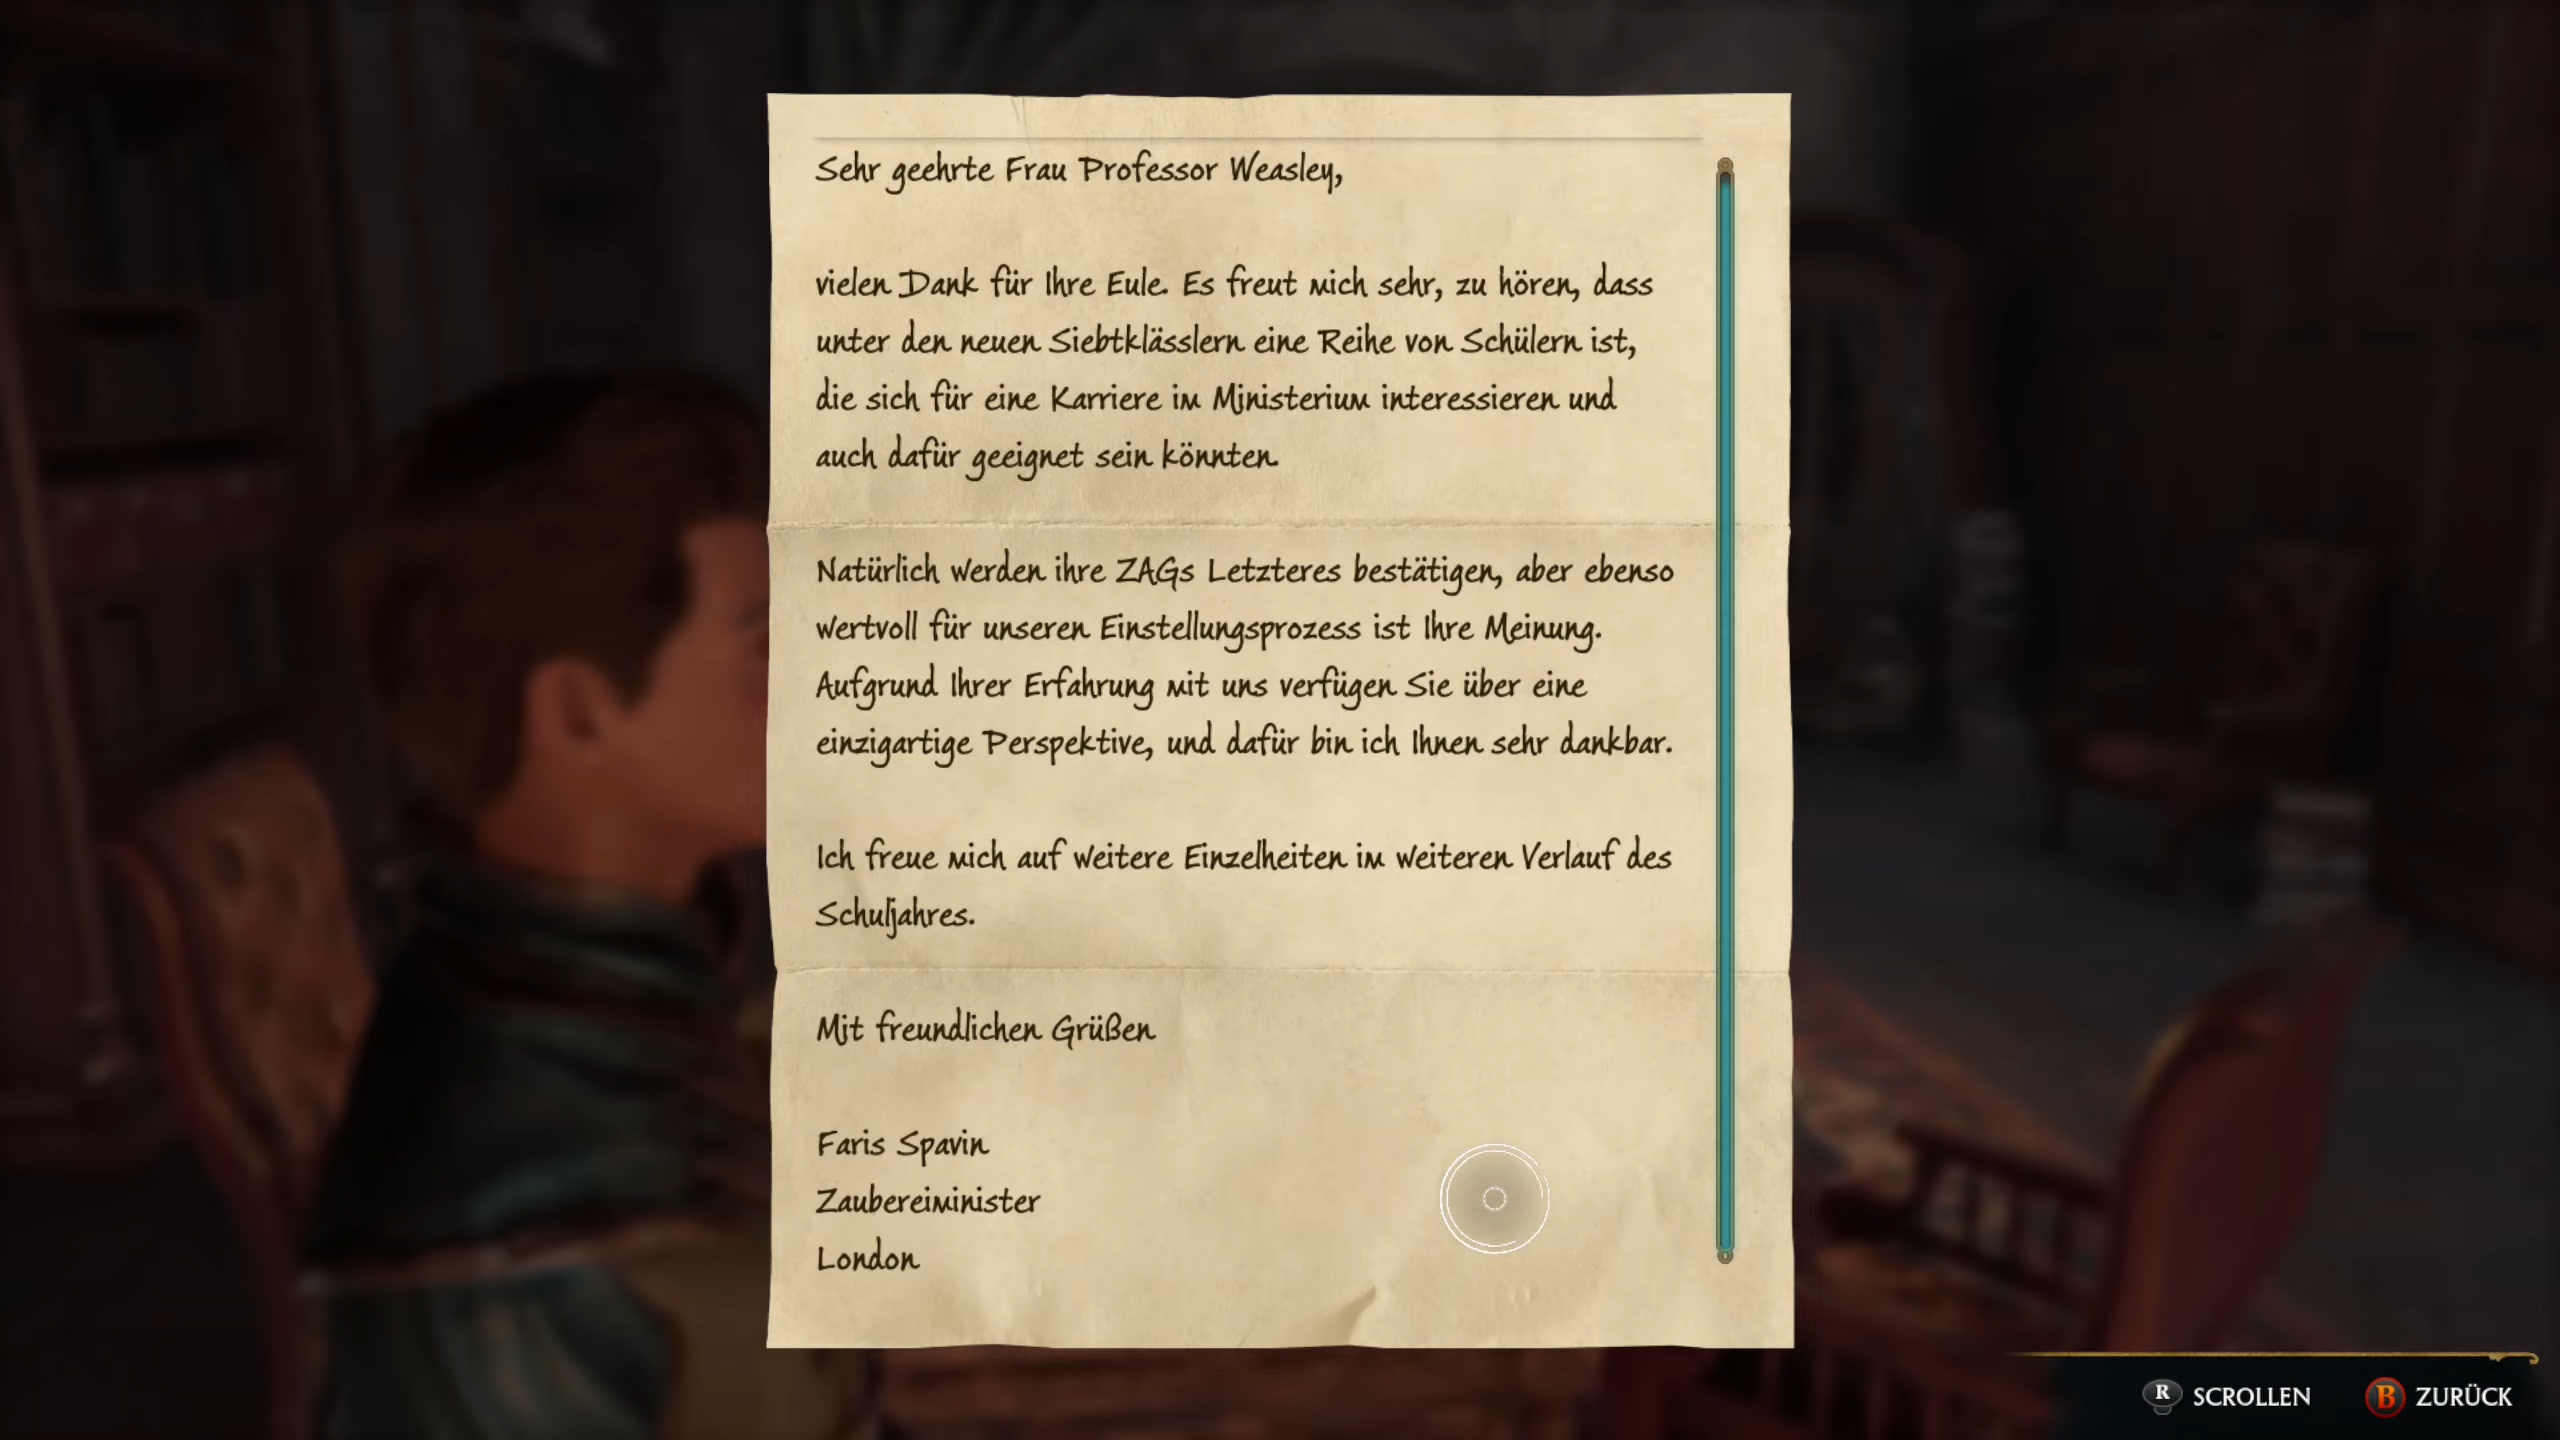 Sehr geehrte Frau Professor Weasley,
vielen Dank für Ihre Eule. Es freut mich sehr, zu hören, dass
unter den neuen Siebtklässlern eine Reihe von Schülern ist,
die sich für eine Karriere im Ministerium interessieren und
auch dafür geeignet sein könnten.
Natürlich werden ihre ZAGs Letzteres bestätigen, aber ebenso
wertvoll für unseren Einstellungsprozess ist Ihre Meinung.
Aufgrund Ihrer Erfahrung mit uns verfügen Sie über eine
einzigartige Perspektive, und dafür bin ich Ihnen sehr dankbar.
Ich freue mich auf weitere Einzelheiten im weiteren Verlauf des
Schuljahres.
Mit freundlichen Grüßen
Faris Spavin
Zaubereiminister
London
R SCROLLEN B ZURÜCK